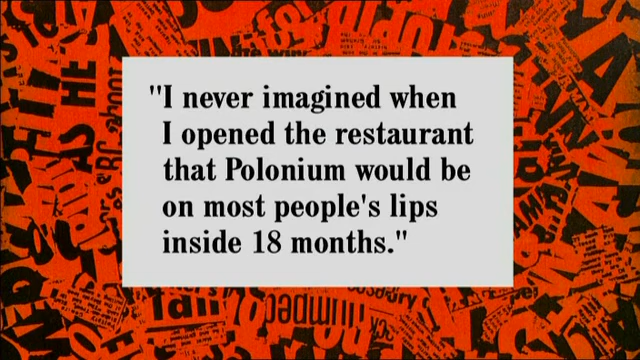 "I never imagined when
I opened the restaurant
that Polonium would be
on most people's lips
inside 18 months."